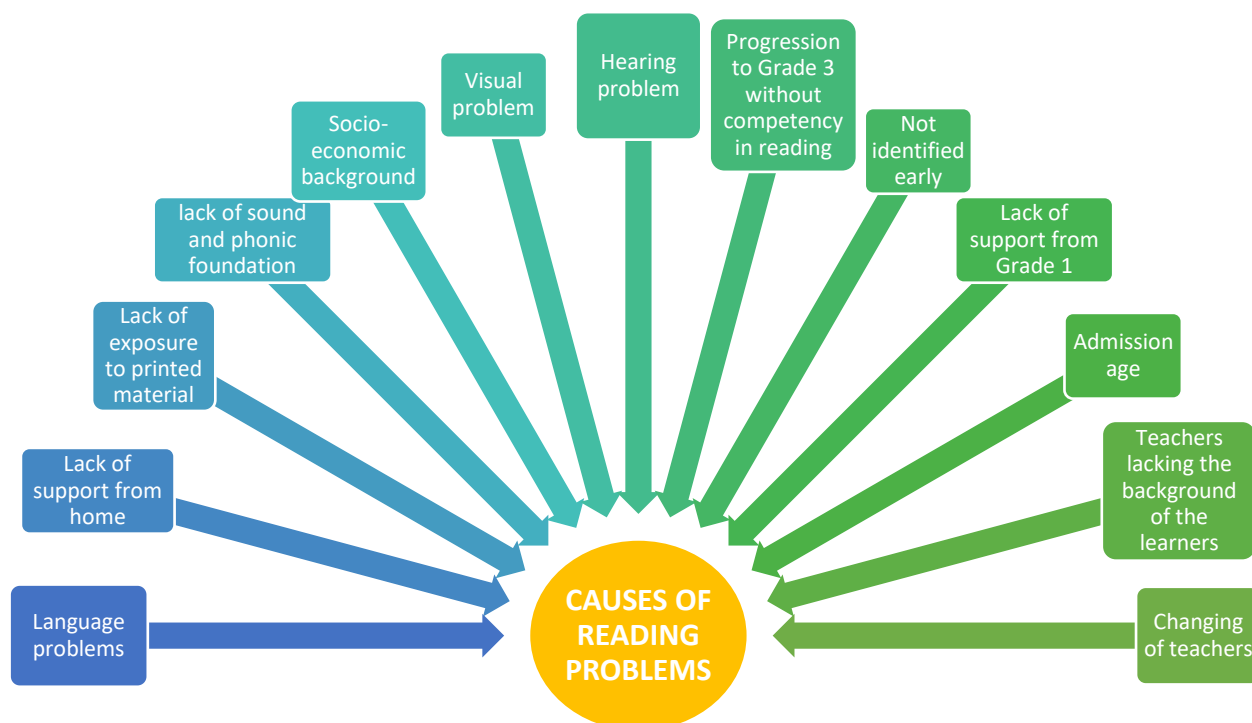 Language
problems
Lack of
support from
home
Lack of
exposure
to printed
material
lack of sound
and phonic
foundation
Socio-
economic
background
Visual
problem
Hearing
problem
Progression
to Grade 3
without
competency
in reading
Not
identified
early
Lack of
support from
Grade 1
Admission
age
Teachers
lacking the
background
of the
learners
Changing
of teachers
CAUSES OF
READING
PROBLEMS